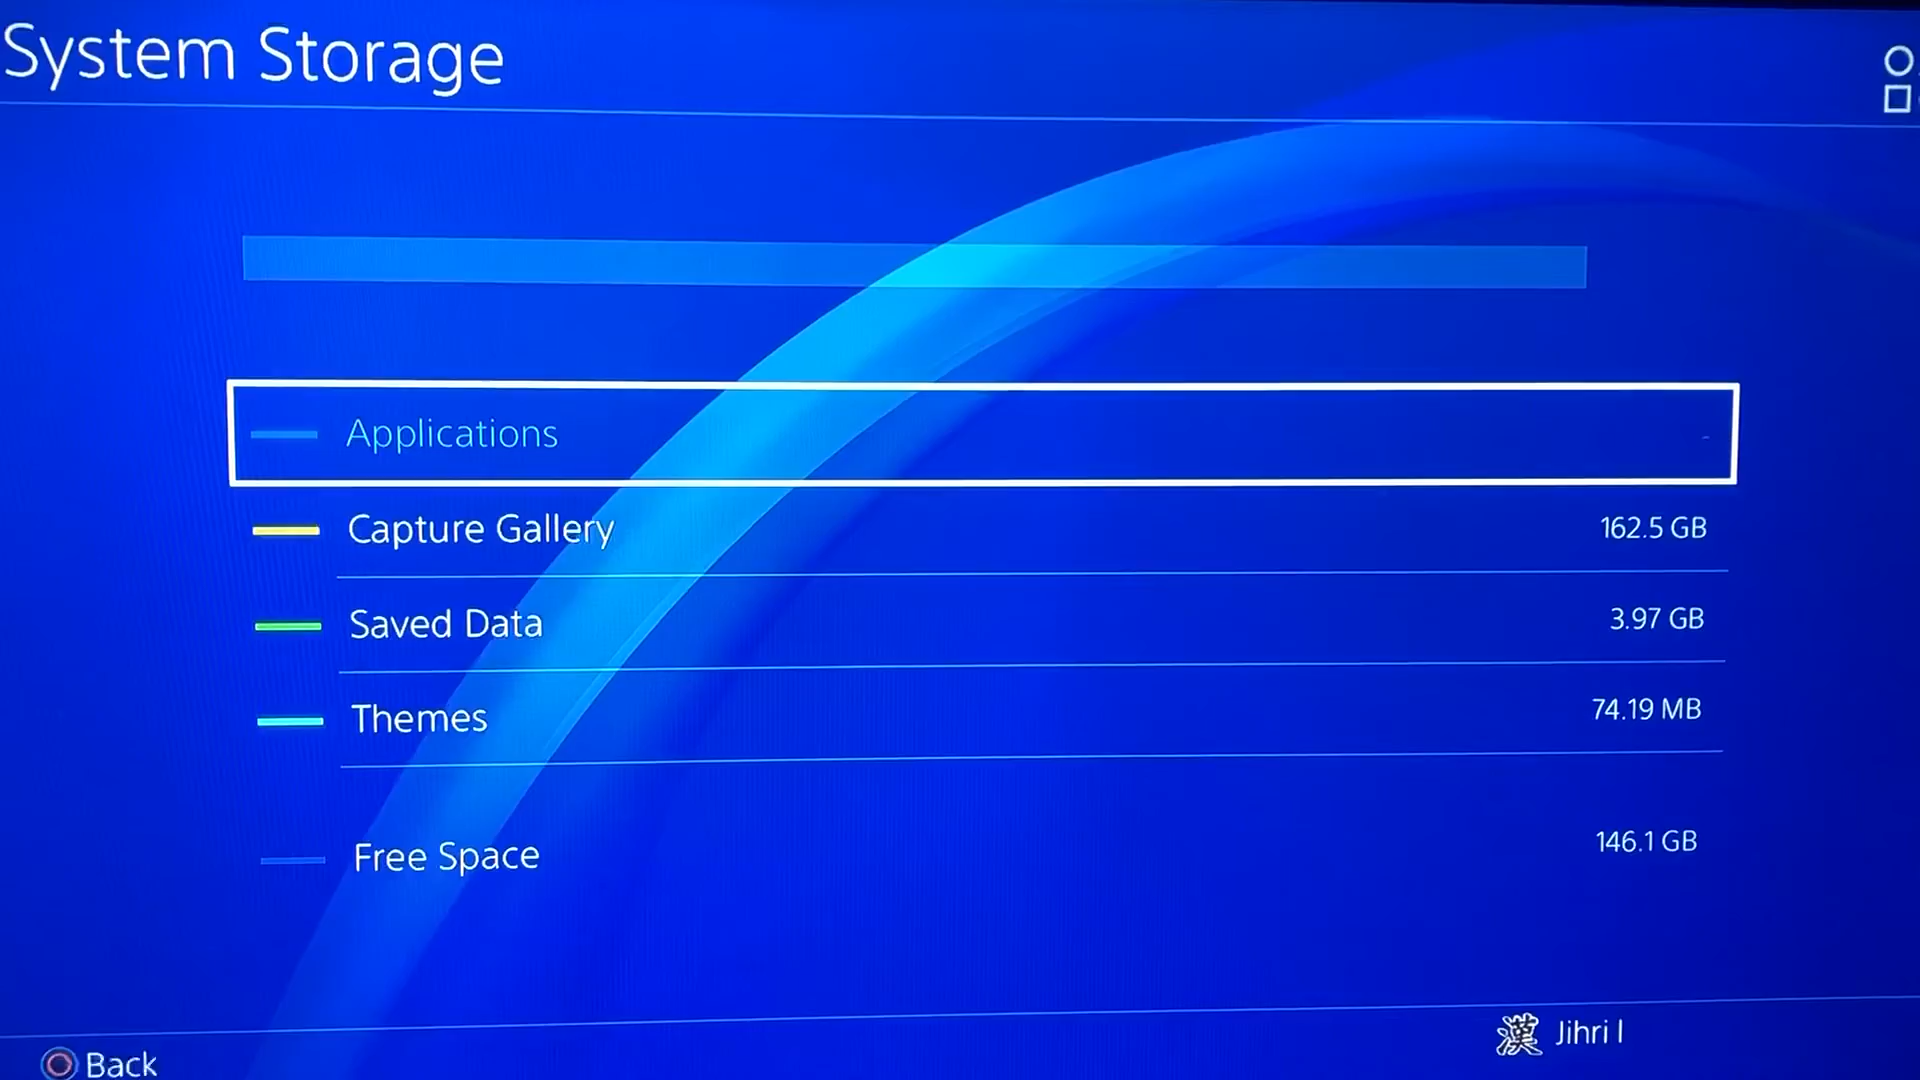 System Storage
Applications -
Capture Gallery 162.5 GB
Saved Data 3.97 GB
Themes 74.19 MB
Free Space 146.1 GB
漢 Jihri l
Back